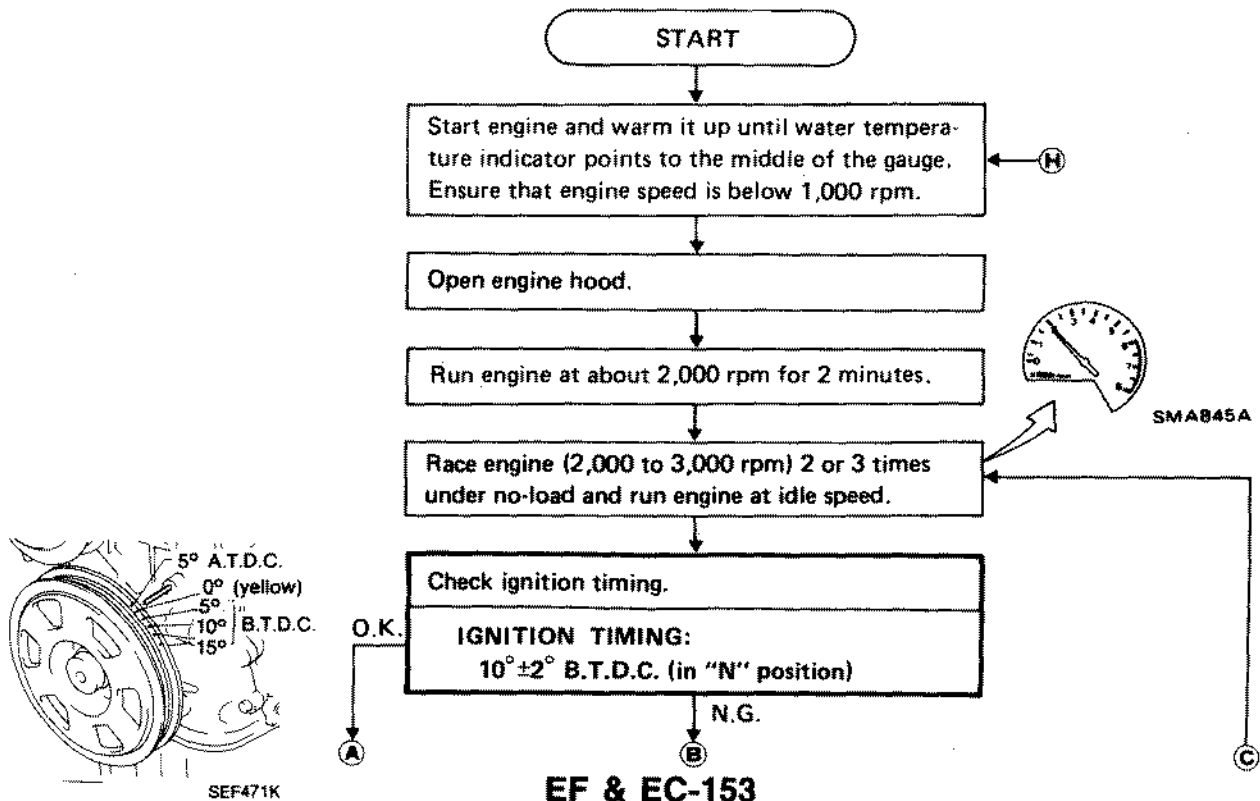 START
Start engine and warm it up until water tempera-
ture indicator points to the middle of the gauge.
Ensure that engine speed is below 1,000 rpm.
H
Open engine hood.
Run engine at about 2,000 rpm for 2 minutes.
SMA845A
Race engine (2,000 to 3,000 rpm) 2 or 3 times
under no-load and run engine at idle speed.
5° A.T.D.C.
0° (yellow)
5°
10° B.T.D.C.
15°
Check ignition timing.
O.K.
IGNITION TIMING:
10°±2° B.T.D.C. (in "N" position)
N.G.
A
B
C
SEF471K
EF & EC-153